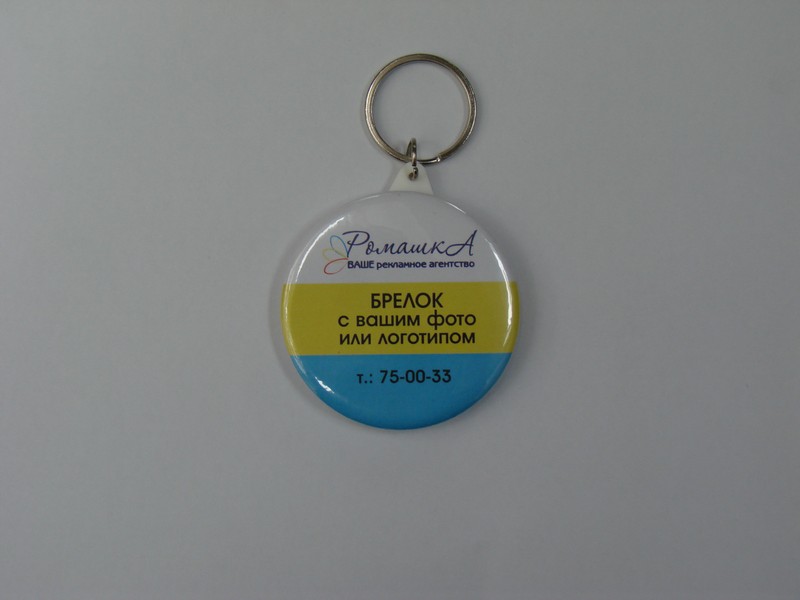 РомашкА
ВАШЕ рекламное агентство
БРЕЛОК
с вашим фото
или логотипом
т.: 75-00-33